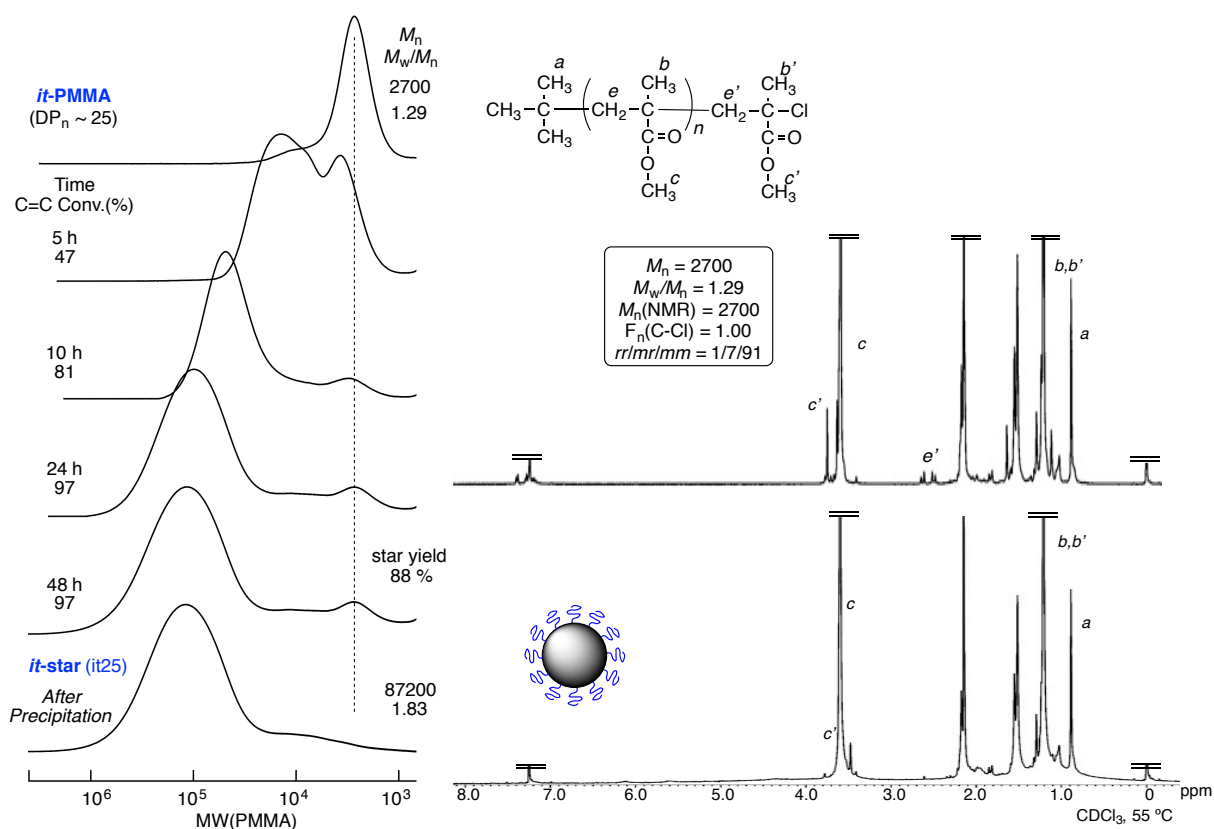 Mn
Mw/Mn
2700
1.29
it-PMMA
(DPn ~ 25)
Time
C=C Conv.(%)
5 h
47
10 h
81
24 h
97
48 h
97
star yield
88 %
it-star (it25)
After
Precipitation
87200
1.83
10⁶ 10⁵ 10⁴ 10³
MW(PMMA)
a b b'
CH3 CH3 CH3
e e'
CH3 C CH2 C n CH2 C Cl
CH3 C=O C=O
O O
c c'
CH3 CH3
Mn = 2700
Mw/Mn = 1.29
Mn(NMR) = 2700
Fn(C-Cl) = 1.00
rr/mr/mm = 1/7/91
b,b'
a
c
c'
e'
b,b'
a
c
c'
8.0 7.0 6.0 5.0 4.0 3.0 2.0 1.0 0 ppm
CDCl3, 55 ºC